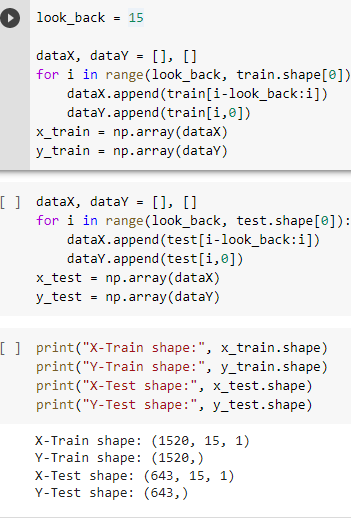 look_back = 15
dataX, dataY = [], []
for i in range(look_back, train.shape[0])
dataX.append(train[i-look_back:i])
dataY.append(train[i,0])
x_train = np.array(dataX)
y_train = np.array(dataY)
[ ] dataX, dataY = [], []
for i in range(look_back, test.shape[0]):
dataX.append(test[i-look_back:i])
dataY.append(test[i,0])
x_test = np.array(dataX)
y_test = np.array(dataY)
[ ] print("X-Train shape:", x_train.shape)
print("Y-Train shape:", y_train.shape)
print("X-Test shape:", x_test.shape)
print("Y-Test shape:", y_test.shape)
X-Train shape: (1520, 15, 1)
Y-Train shape: (1520,)
X-Test shape: (643, 15, 1)
Y-Test shape: (643,)